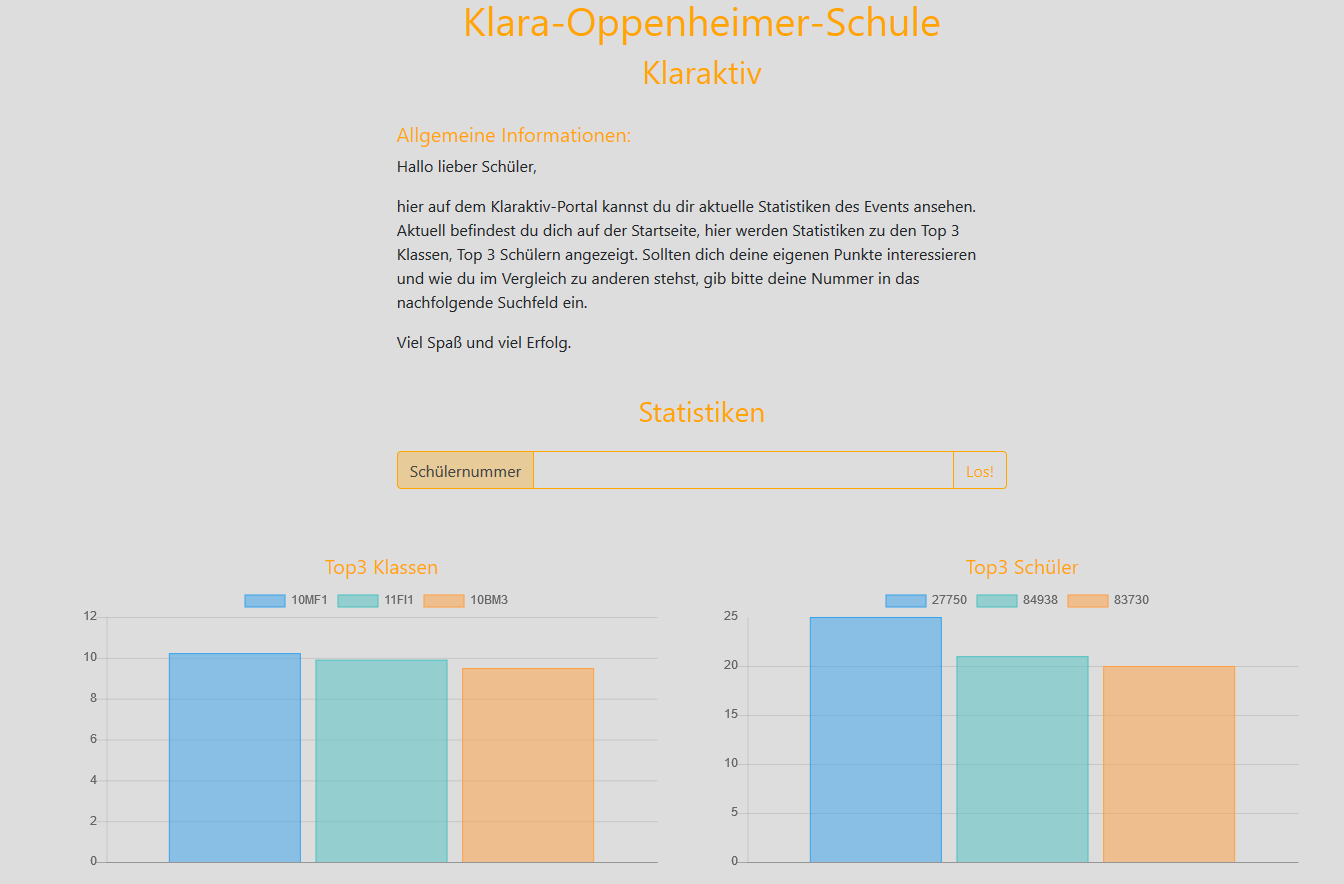 Klara-Oppenheimer-Schule
Klaraktiv
Allgemeine Informationen:
Hallo lieber Schüler,
hier auf dem Klaraktiv-Portal kannst du dir aktuelle Statistiken des Events ansehen.
Aktuell befindest du dich auf der Startseite, hier werden Statistiken zu den Top 3
Klassen, Top 3 Schülern angezeigt. Sollten dich deine eigenen Punkte interessieren
und wie du im Vergleich zu anderen stehst, gib bitte deine Nummer in das
nachfolgende Suchfeld ein.
Viel Spaß und viel Erfolg.
Statistiken
Schülernummer Los!
Top3 Klassen
10MF1 11FI1 10BM3
12
10
8
6
4
2
0
Top3 Schüler
27750 84938 83730
25
20
15
10
5
0